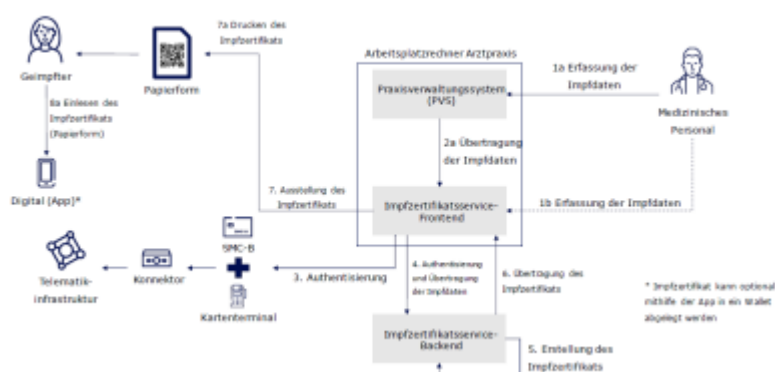 7a Drucken des
Impfzertifikats
Arbeitsplatzrechner Arztpraxis
1a Erfassung der
Impfdaten
Geimpfter
Papierform
Praxisverwaltungssystem
(PVS)
Medizinisches
Personal
8a Einlesen des
Impfzertifikats
(Papierform)
2a Übertragung
der Impfdaten
Digital (App)*
7. Ausstellung des
Impfzertifikats
Impfzertifikatsservice-
Frontend
1b Erfassung der Impfdaten
SMC-B
Telematik-
infrastruktur
Konnektor
3. Authentisierung
4. Authentisierung
und Übertragung
der Impfdaten
6. Übertragung des
Impfzertifikats
Kartenterminal
* Impfzertifikat kann optional
mithilfe der App in ein Wallet
abgelegt werden
Impfzertifikatsservice-
Backend
5. Erstellung des
Impfzertifikats